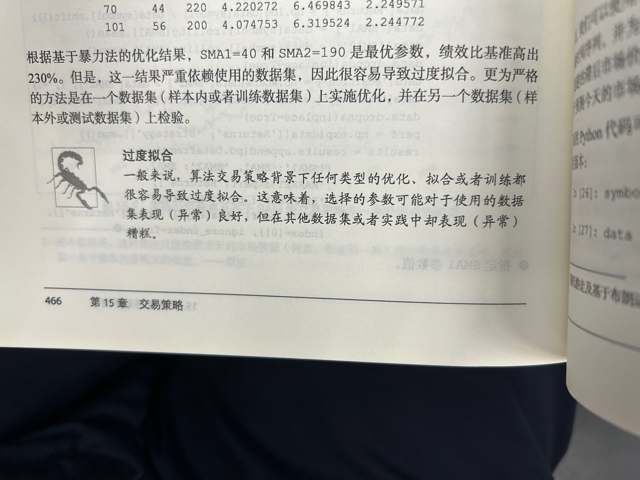 70 44 220 4.220272 6.469843 2.249571
101 56 200 4.074753 6.319524 2.244772
根据基于暴力法的优化结果，SMA1=40 和 SMA2=190 是最优参数，绩效比基准高出
230%。但是，这一结果严重依赖使用的数据集，因此很容易导致过度拟合。更为严格
的方法是在一个数据集（样本内或者训练数据集）上实施优化，并在另一个数据集（样
本外或测试数据集）上检验。
过度拟合
一般来说，算法交易策略背景下任何类型的优化、拟合或者训练都
很容易导致过度拟合。这意味着，选择的参数可能对于使用的数据
集表现（异常）良好，但在其他数据集或者实践中却表现（异常）
糟糕。
466 第 15 章 交易策略
Python 代码
[26]: symbo
[27]: data